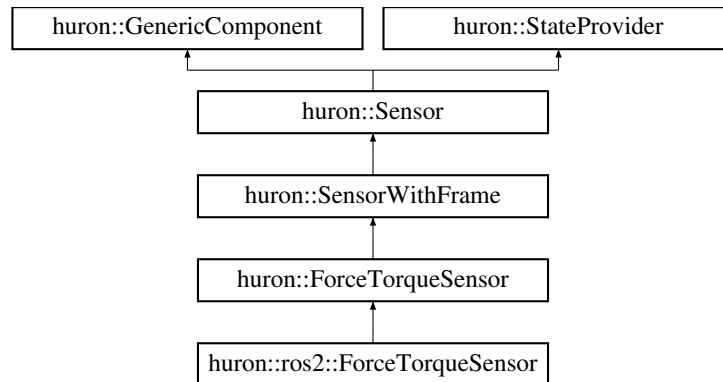 huron::GenericComponent
huron::StateProvider
huron::Sensor
huron::SensorWithFrame
huron::ForceTorqueSensor
huron::ros2::ForceTorqueSensor